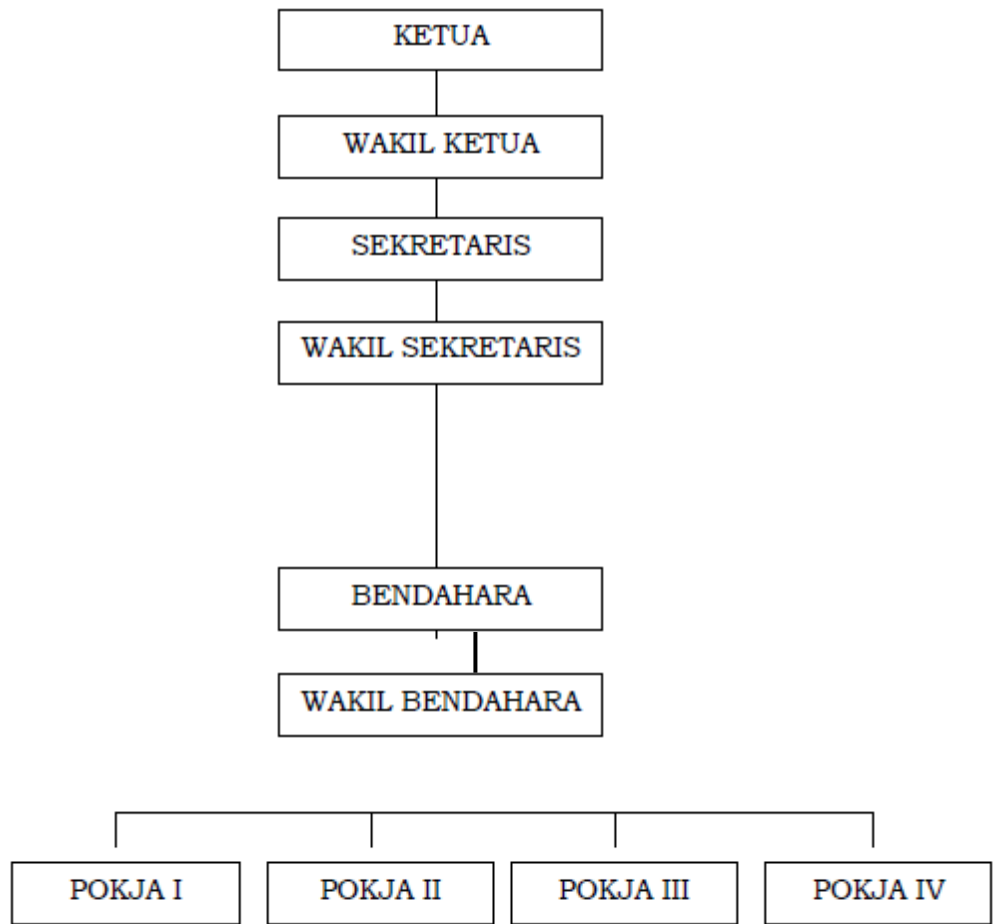 KETUA
WAKIL KETUA
SEKRETARIS
WAKIL SEKRETARIS
BENDAHARA
WAKIL BENDAHARA
POKJA I
POKJA II
POKJA III
POKJA IV